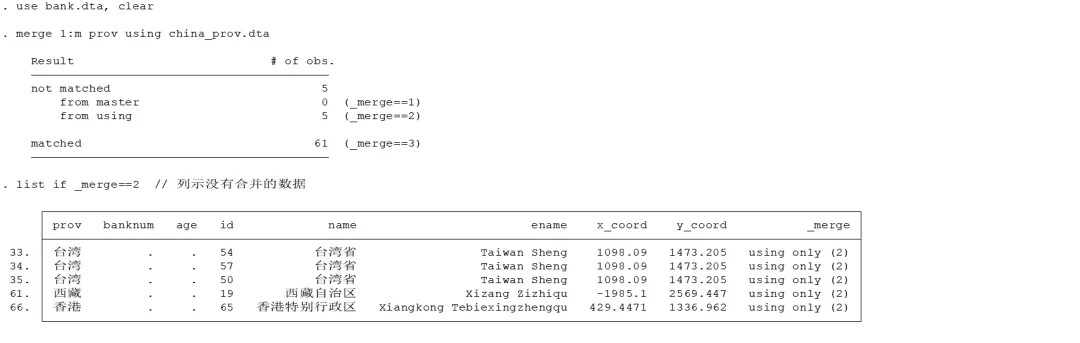 . use bank.dta, clear
. merge 1:m prov using china_prov.dta
Result # of obs.
not matched 5
from master 0 (_merge==1)
from using 5 (_merge==2)
matched 61 (_merge==3)
. list if _merge==2 // 列示没有合并的数据
prov banknum age id name ename x_coord y_coord _merge
33. 台湾 . . 54 台湾省 Taiwan Sheng 1098.09 1473.205 using only (2)
34. 台湾 . . 57 台湾省 Taiwan Sheng 1098.09 1473.205 using only (2)
35. 台湾 . . 50 台湾省 Taiwan Sheng 1098.09 1473.205 using only (2)
61. 西藏 . . 19 西藏自治区 Xizang Zizhiqu -1985.1 2569.447 using only (2)
66. 香港 . . 65 香港特别行政区 Xiangkong Tebiexingzhengqu 429.4471 1336.962 using only (2)